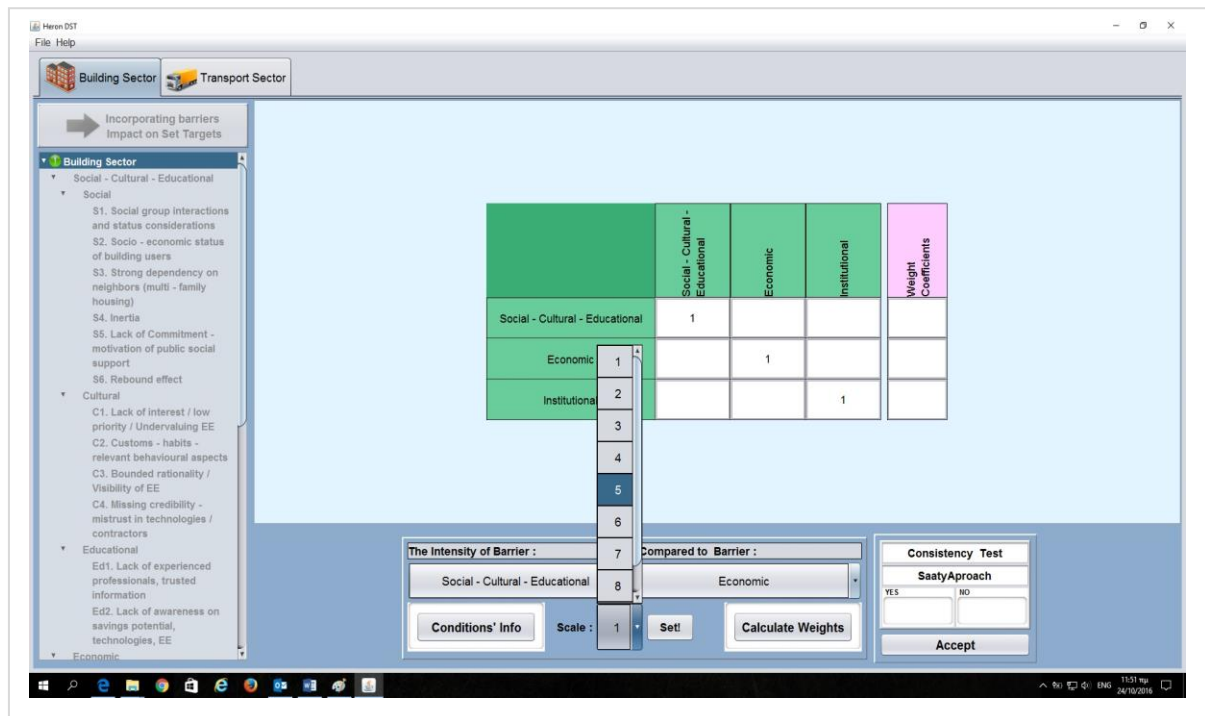 Heron DST
File Help
Building Sector
Transport Sector
Incorporating barriers
Impact on Set Targets
Building Sector
Social - Cultural - Educational
Social
S1. Social group interactions
and status considerations
S2. Socio - economic status
of building users
S3. Strong dependency on
neighbors (multi - family
housing)
S4. Inertia
S5. Lack of Commitment -
motivation of public social
support
S6. Rebound effect
Cultural
C1. Lack of interest / low
priority / Undervaluing EE
C2. Customs - habits -
relevant behavioural aspects
C3. Bounded rationality /
Visibility of EE
C4. Missing credibility -
mistrust in technologies /
contractors
Educational
Ed1. Lack of experienced
professionals, trusted
information
Ed2. Lack of awareness on
savings potential,
technologies, EE
Economic
Social - Cultural -
Educational
Economic
Institutional
Weight
Coefficients
Social - Cultural - Educational 1
Economic 1
Institutional 1
1
2
3
4
5
6
7
8
The Intensity of Barrier :
Compared to Barrier :
Social - Cultural - Educational
Economic
Conditions' Info
Scale : 1
Set!
Calculate Weights
Consistency Test
SaatyAproach
YES NO
Accept
ENG
11:51 πμ
24/10/2016